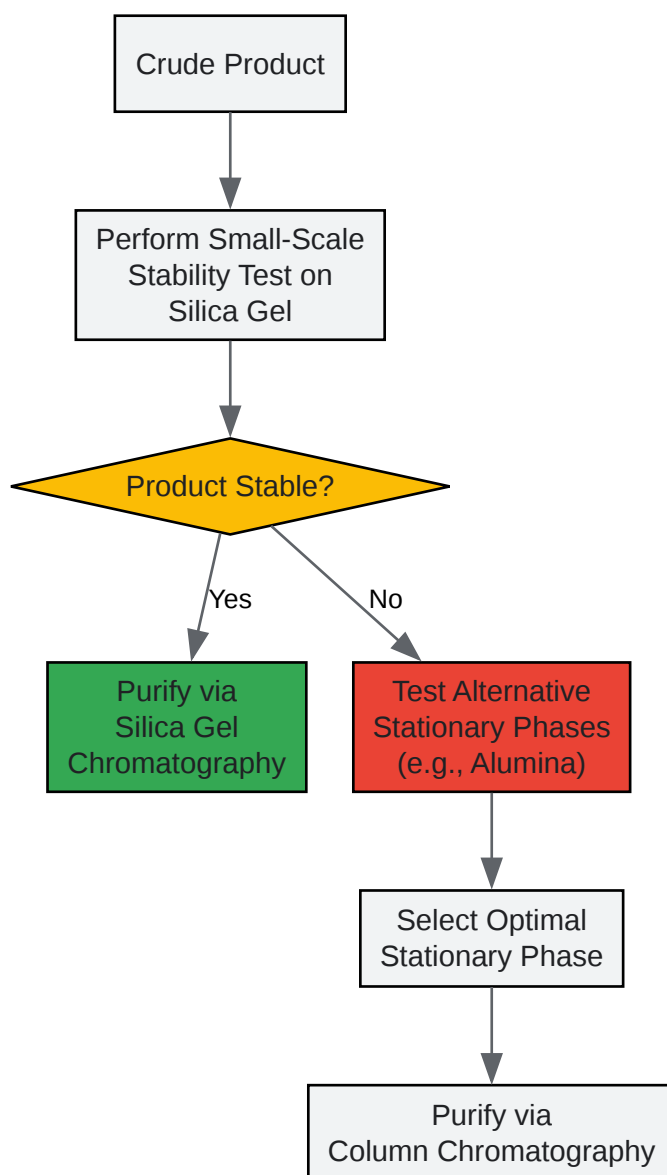 Crude Product
Perform Small-Scale
Stability Test on
Silica Gel
Product Stable?
Yes
No
Purify via
Silica Gel
Chromatography
Test Alternative
Stationary Phases
(e.g., Alumina)
Select Optimal
Stationary Phase
Purify via
Column Chromatography